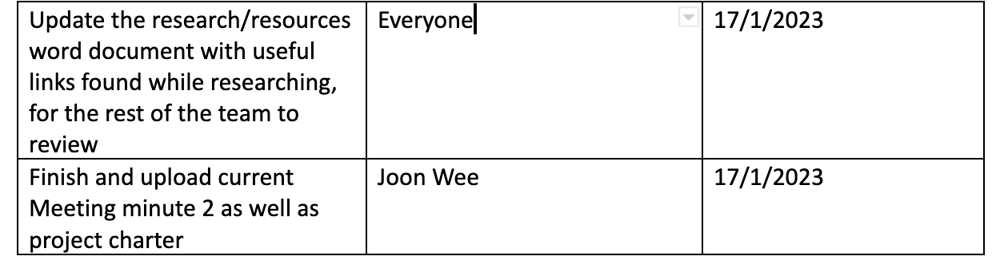 Update the research/resources Everyone 17/1/2023
word document with useful
links found while researching,
for the rest of the team to
review
Finish and upload current Joon Wee 17/1/2023
Meeting minute 2 as well as
project charter